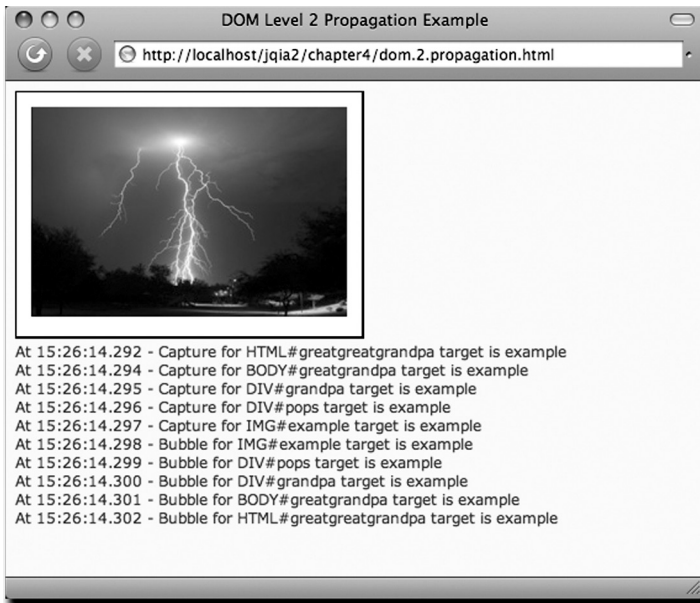 DOM Level 2 Propagation Example
http://localhost/jqia2/chapter4/dom.2.propagation.html
At 15:26:14.292 - Capture for HTML#greatgreatgrandpa target is example
At 15:26:14.294 - Capture for BODY#greatgrandpa target is example
At 15:26:14.295 - Capture for DIV#grandpa target is example
At 15:26:14.296 - Capture for DIV#pops target is example
At 15:26:14.297 - Capture for IMG#example target is example
At 15:26:14.298 - Bubble for IMG#example target is example
At 15:26:14.299 - Bubble for DIV#pops target is example
At 15:26:14.300 - Bubble for DIV#grandpa target is example
At 15:26:14.301 - Bubble for BODY#greatgrandpa target is example
At 15:26:14.302 - Bubble for HTML#greatgreatgrandpa target is example